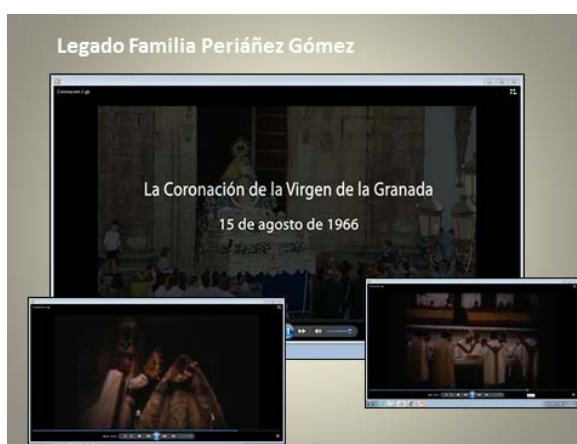 Legado Familia Periáñez Gómez
La Coronación de la Virgen de la Granada
15 de agosto de 1966